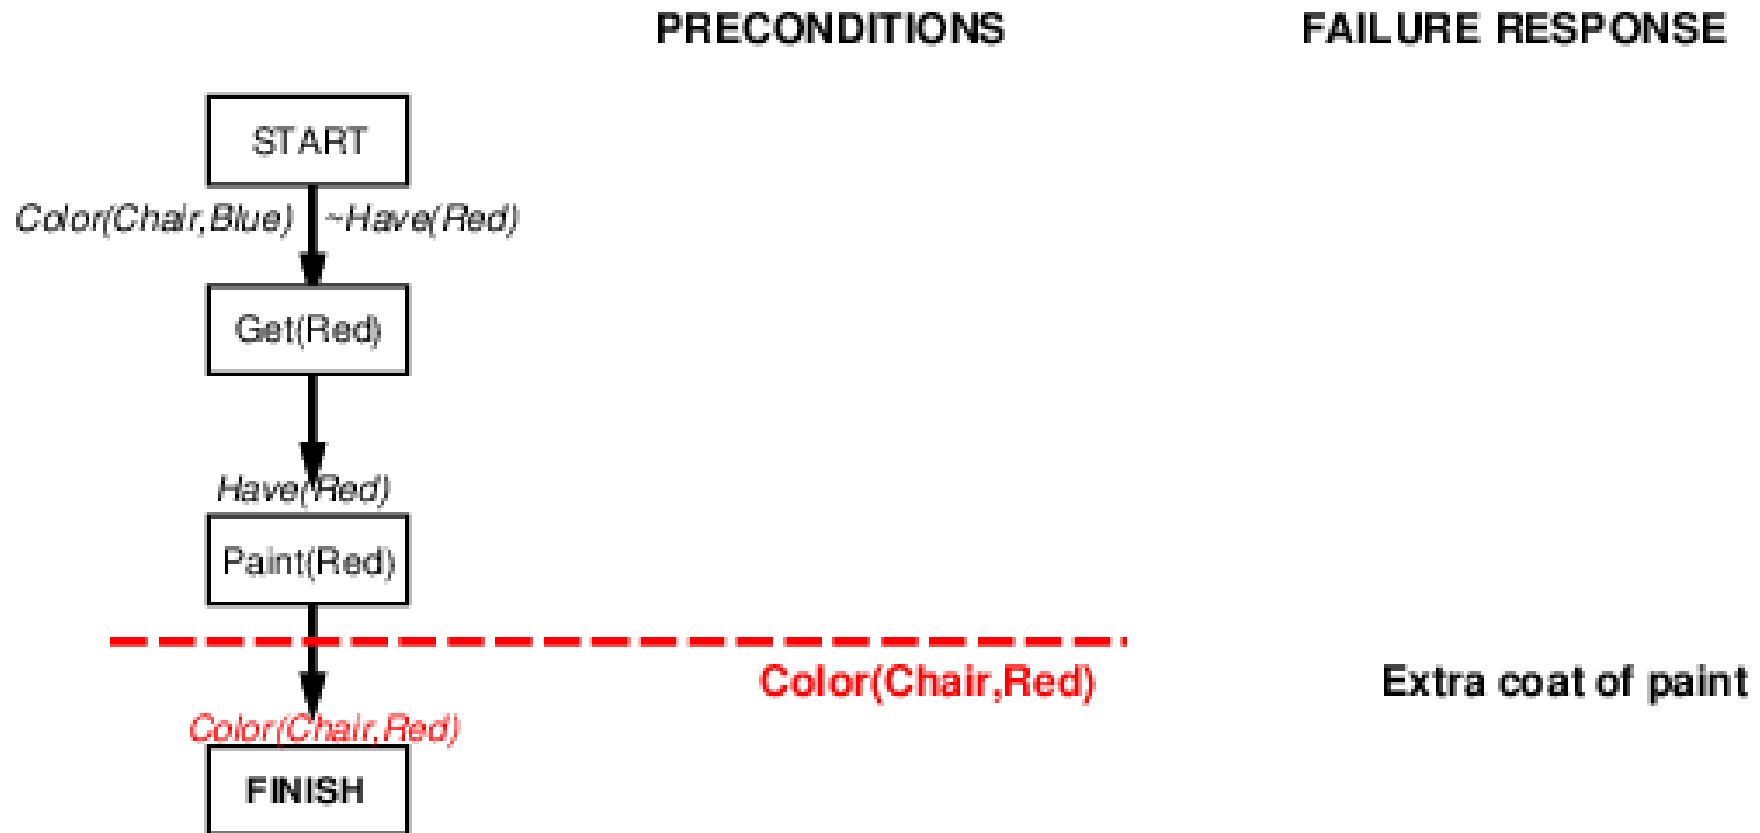 PRECONDITIONS FAILURE RESPONSE
START
Color(Chair,Blue) ~Have(Red)
Get(Red)
Have(Red)
Paint(Red)
Color(Chair,Red) Extra coat of paint
Color(Chair,Red)
FINISH